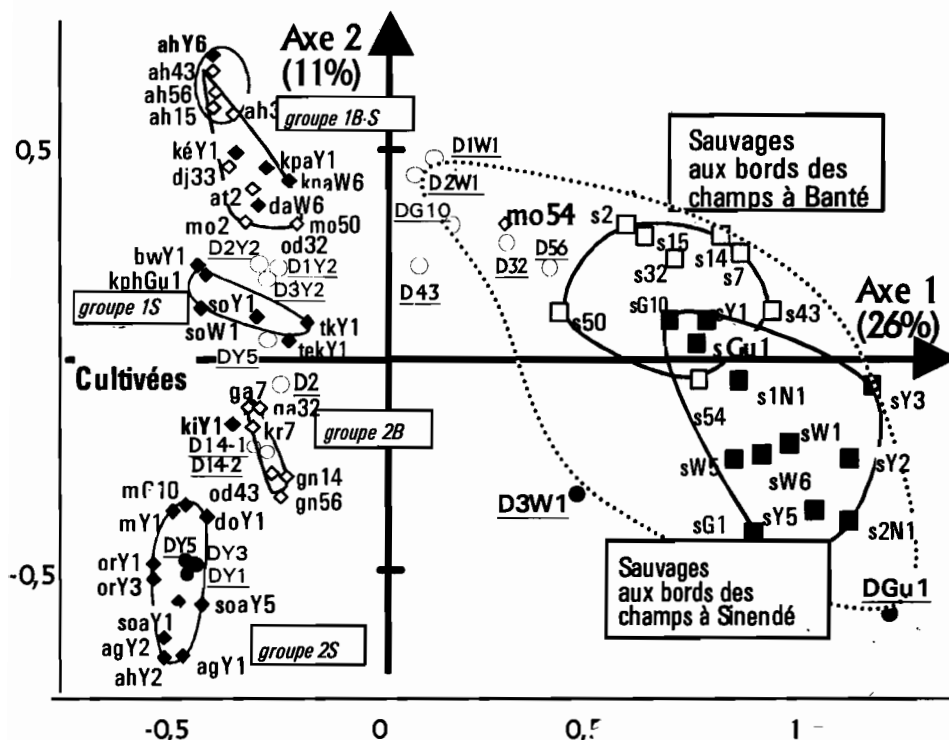 ahY6
Axe 2
(11%)
ah43
ah56
ah15
ah3
groupe 1B-S
Sauvages
aux bords des
champs à Banté
0,5
kéY1
kpaY1
D1W1
dj33
knaW6
D2W1
at2
daW6
DG10
mo54
s2
mo2
mo50
s15
s14
D2Y2
od32
D56
s32
s7
bwY1
D1Y2
D32
kphGu1
D3Y2
D43
Axe 1
(26%)
groupe 1S
soY1
sG10
sY1
s43
soW1
tkY1
s50
tekY1
sGu1
DY5
Cultivées
D2
ga7
na32
s1N1
sY3
kiY1
kr7
groupe 2B
s54
sW1
D14-1
D14-2
gn14
sW5
sW6
sY2
od43
gn56
D3W1
mY1
doY1
sG1
sY5
s2N1
DY5
DY3
-0,5
orY1
DY1
orY3
Sauvages
aux bords des
champs à Sinendé
DGu1
soaY5
soaY1
agY2
agY1
groupe 2S
ahY2
-0,5
0
1